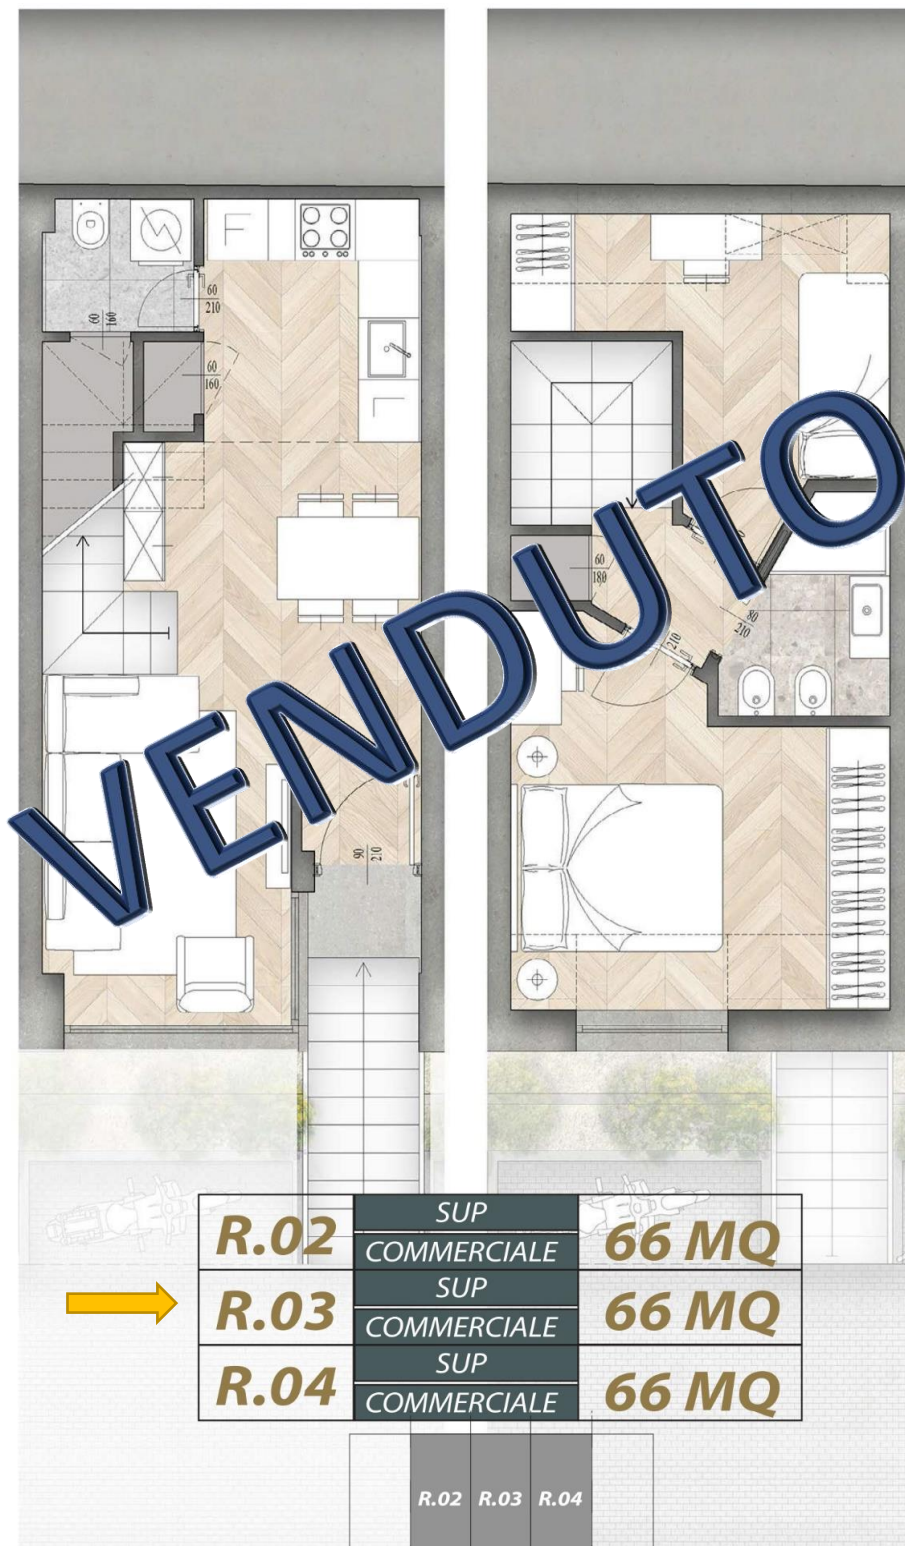 F
60
210
60
160
60
160
VENDUTO
60
180
210
80
210
90
210
R.02 SUP COMMERCIALE 66 MQ
R.03 SUP COMMERCIALE 66 MQ
R.04 SUP COMMERCIALE 66 MQ
R.02 R.03 R.04